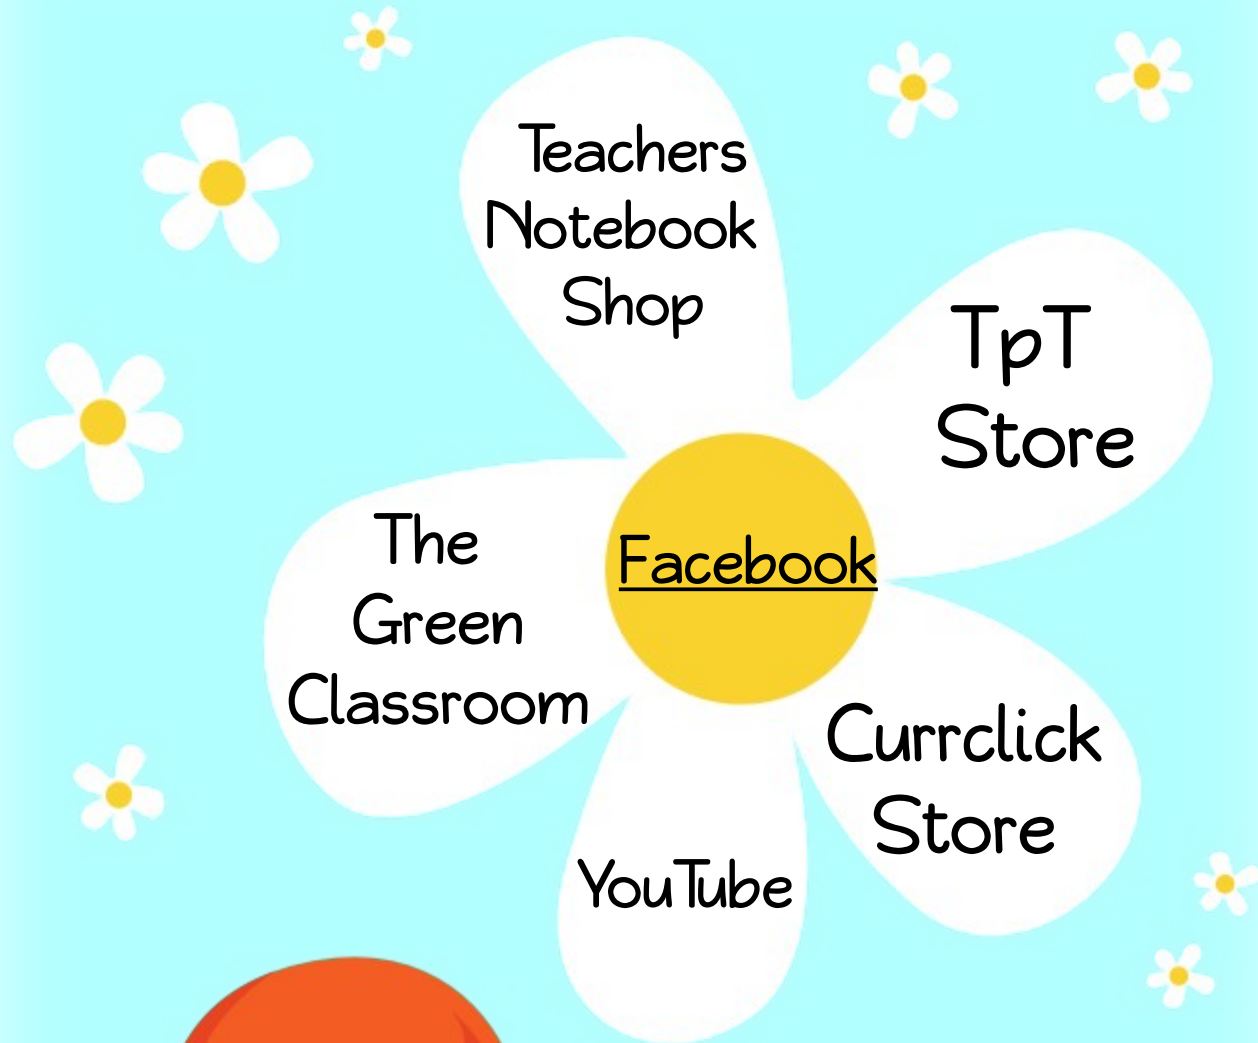 Teachers
Notebook
Shop
TpT
Store
The
Green
Classroom
Facebook
Currclick
Store
YouTube